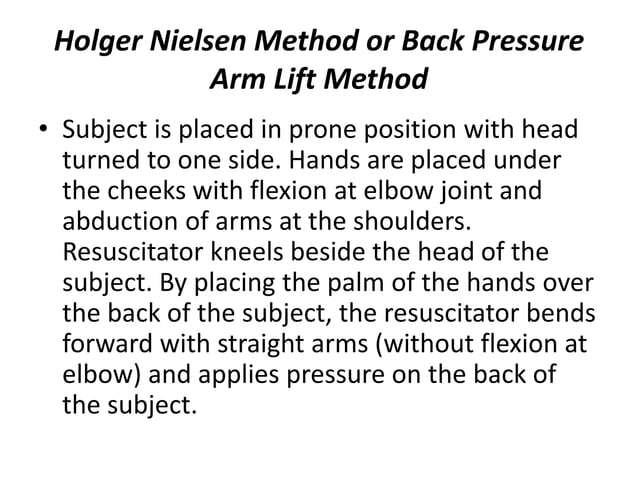 Holger Nielsen Method or Back Pressure
Arm Lift Method
• Subject is placed in prone position with head
turned to one side. Hands are placed under
the cheeks with flexion at elbow joint and
abduction of arms at the shoulders.
Resuscitator kneels beside the head of the
subject. By placing the palm of the hands over
the back of the subject, the resuscitator bends
forward with straight arms (without flexion at
elbow) and applies pressure on the back of
the subject.